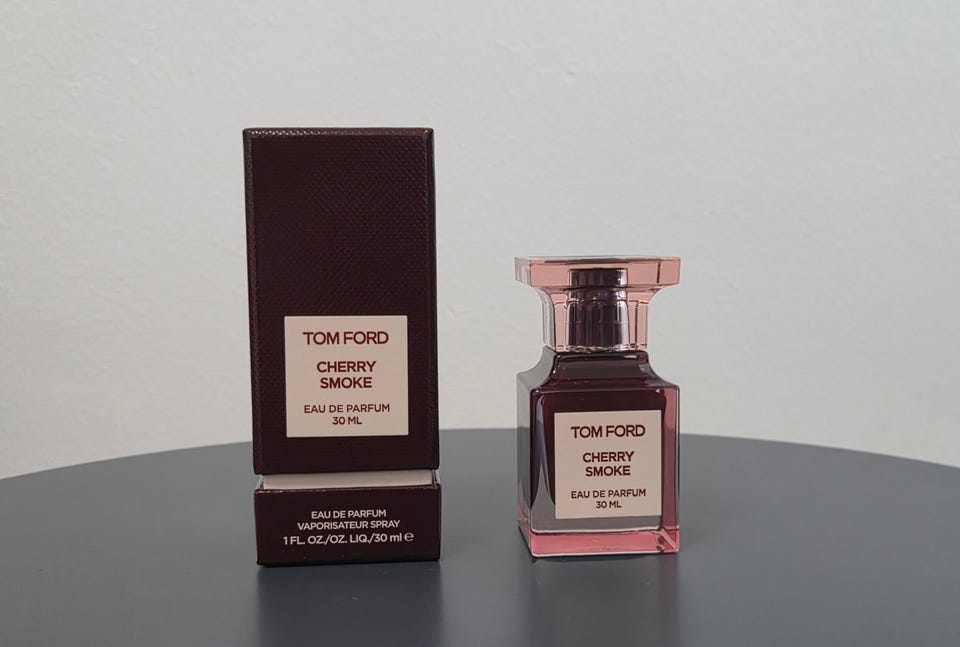 TOM FORD
CHERRY
SMOKE
EAU DE PARFUM
30 ML
EAU DE PARFUM
VAPORISATEUR SPRAY
1 FL. OZ./OZ. LIQ./30 ml ℮
TOM FORD
CHERRY
SMOKE
EAU DE PARFUM
30 ML